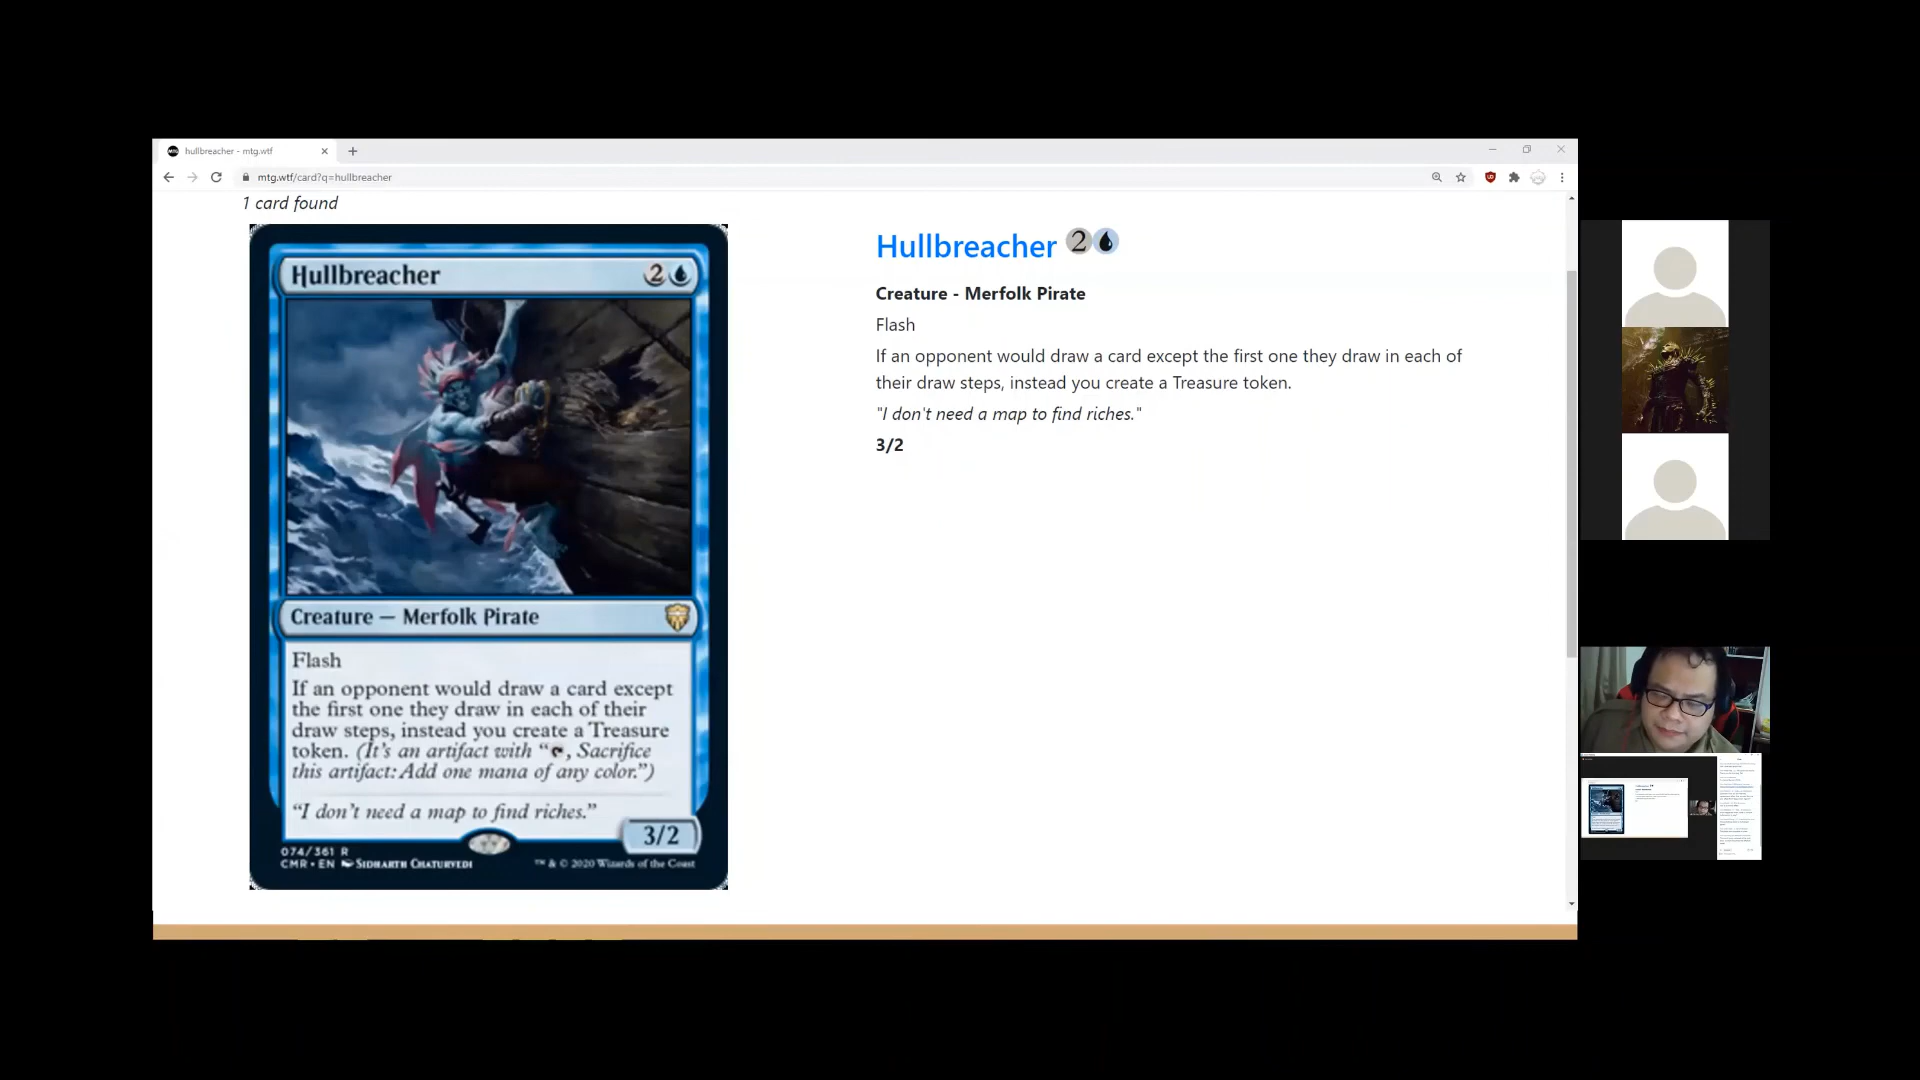 hullbreacher - mtg.wtf
mtg.wtf/card?q=hullbreacher
1 card found
Hullbreacher 2
Creature — Merfolk Pirate
Flash
If an opponent would draw a card except
the first one they draw in each of their
draw steps, instead you create a Treasure
token. (It's an artifact with “, Sacrifice
this artifact: Add one mana of any color.”)
“I don't need a map to find riches.”
3/2
074/361 R
CMR • EN SIDHARTH CHATURVEDI
™ & © 2020 Wizards of the Coast
Hullbreacher 2
Creature - Merfolk Pirate
Flash
If an opponent would draw a card except the first one they draw in each of
their draw steps, instead you create a Treasure token.
"I don't need a map to find riches."
3/2